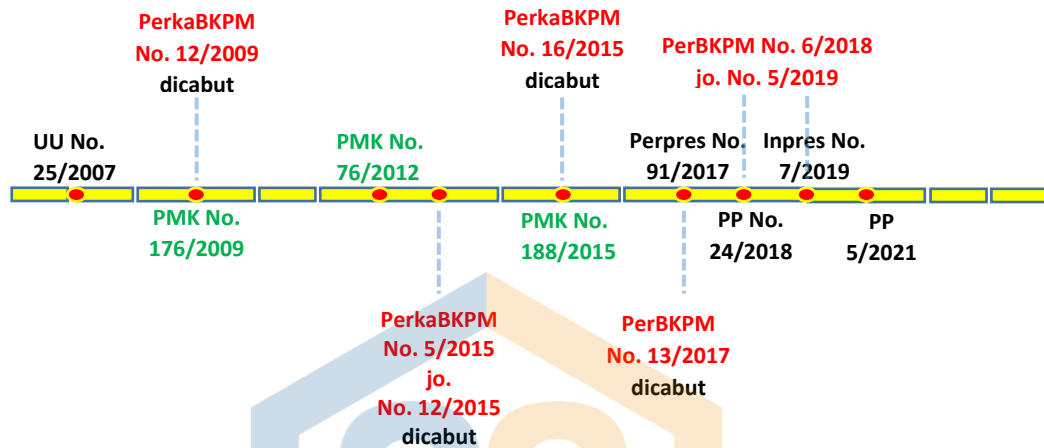 PerkaBKPM
No. 12/2009
dicabut
PerkaBKPM
No. 16/2015
dicabut
PerBKPM No. 6/2018
jo. No. 5/2019
UU No.
25/2007
PMK No.
76/2012
Perpres No.
91/2017
Inpres No.
7/2019
PMK No.
176/2009
PMK No.
188/2015
PP No.
24/2018
PP
5/2021
PerkaBKPM
No. 5/2015
jo.
No. 12/2015
dicabut
PerBKPM
No. 13/2017
dicabut